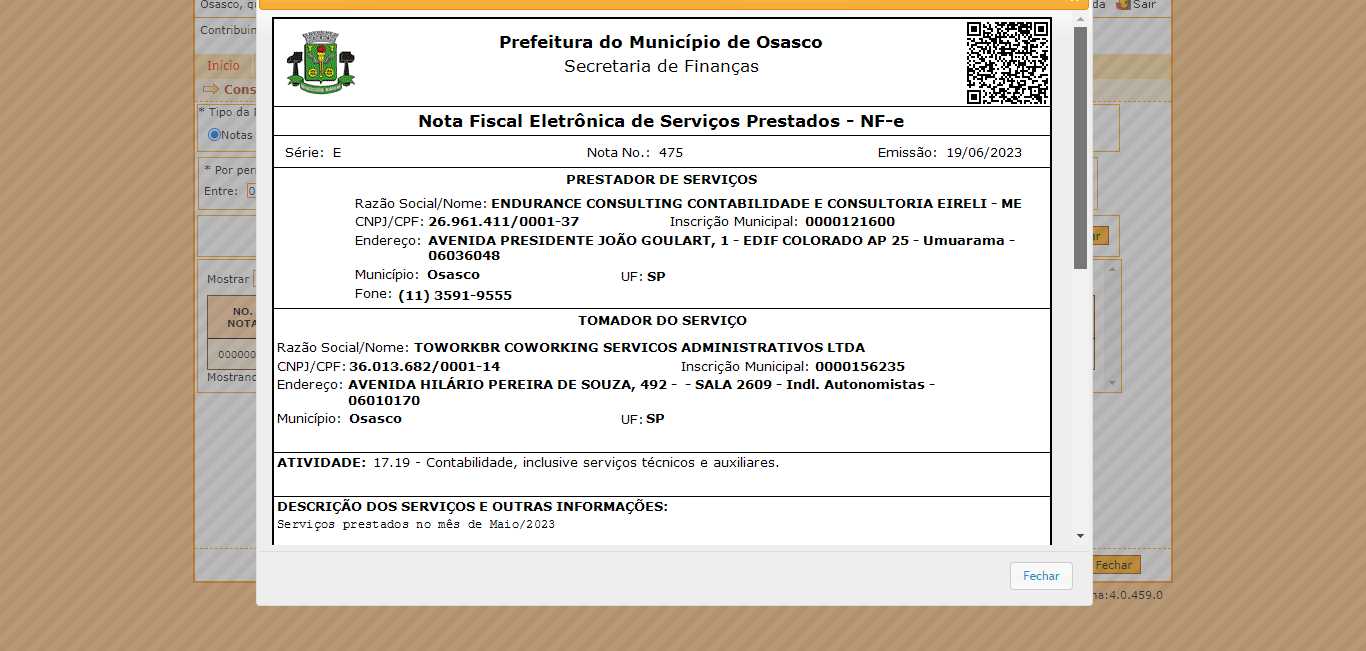 Osasco, q
da Sair
Contribuin
Início
Cons
* Tipo da
Notas
* Por per
Entre: 0
Mostrar
NO.
NOTA
000000
Mostrand
Prefeitura do Município de Osasco
Secretaria de Finanças
Nota Fiscal Eletrônica de Serviços Prestados - NF-e
Série: E Nota No.: 475 Emissão: 19/06/2023
PRESTADOR DE SERVIÇOS
Razão Social/Nome: ENDURANCE CONSULTING CONTABILIDADE E CONSULTORIA EIRELI - ME
CNPJ/CPF: 26.961.411/0001-37 Inscrição Municipal: 0000121600
Endereço: AVENIDA PRESIDENTE JOÃO GOULART, 1 - EDIF COLORADO AP 25 - Umuarama -
06036048
Município: Osasco UF: SP
Fone: (11) 3591-9555
TOMADOR DO SERVIÇO
Razão Social/Nome: TOWORKBR COWORKING SERVICOS ADMINISTRATIVOS LTDA
CNPJ/CPF: 36.013.682/0001-14 Inscrição Municipal: 0000156235
Endereço: AVENIDA HILÁRIO PEREIRA DE SOUZA, 492 - - SALA 2609 - Indl. Autonomistas -
06010170
Município: Osasco UF: SP
ATIVIDADE: 17.19 - Contabilidade, inclusive serviços técnicos e auxiliares.
DESCRIÇÃO DOS SERVIÇOS E OUTRAS INFORMAÇÕES:
Serviços prestados no mês de Maio/2023
Fechar
ar
Fechar
na:4.0.459.0